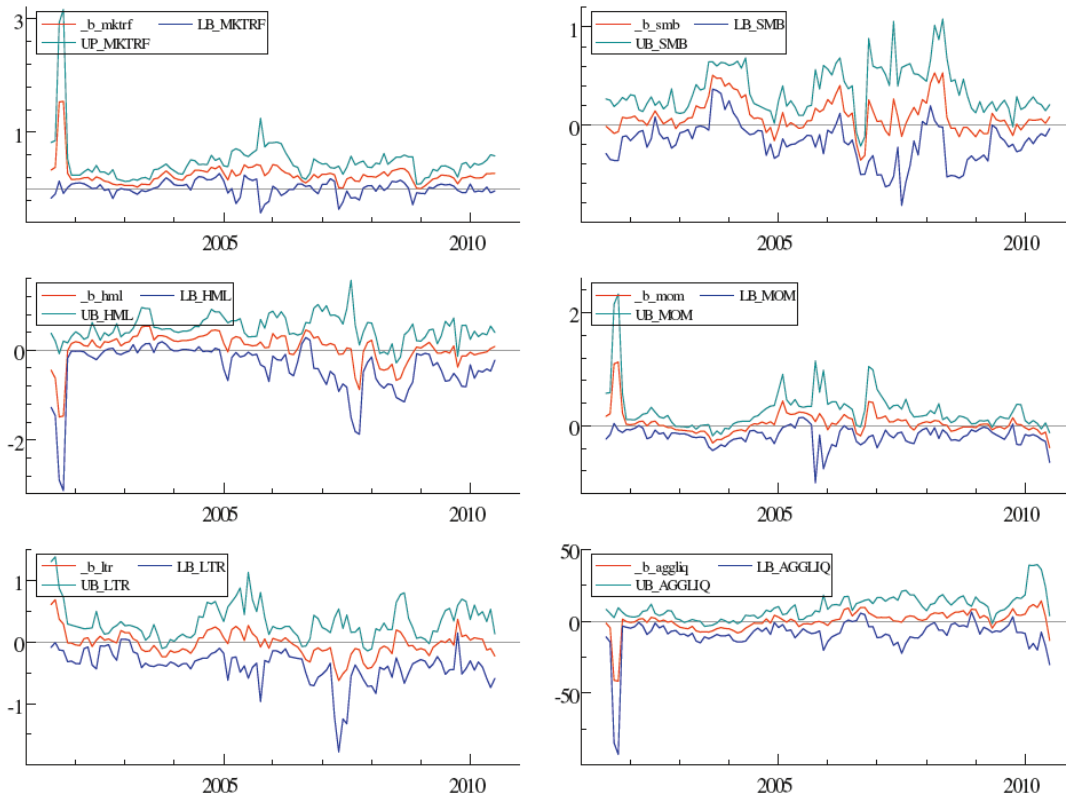 3
_b_mktrf LB_MKTRF
UP_MKTRF
1
2005 2010
1
_b_smb LB_SMB
UB_SMB
0
2005 2010
_b_hml LB_HML
UB_HML
0
-2
2005 2010
_b_mom LB_MOM
UB_MOM
2
0
2005 2010
_b_ltr LB_LTR
UB_LTR
1
0
-1
2005 2010
50
_b_aggliq LB_AGGLIQ
UB_AGGLIQ
0
-50
2005 2010